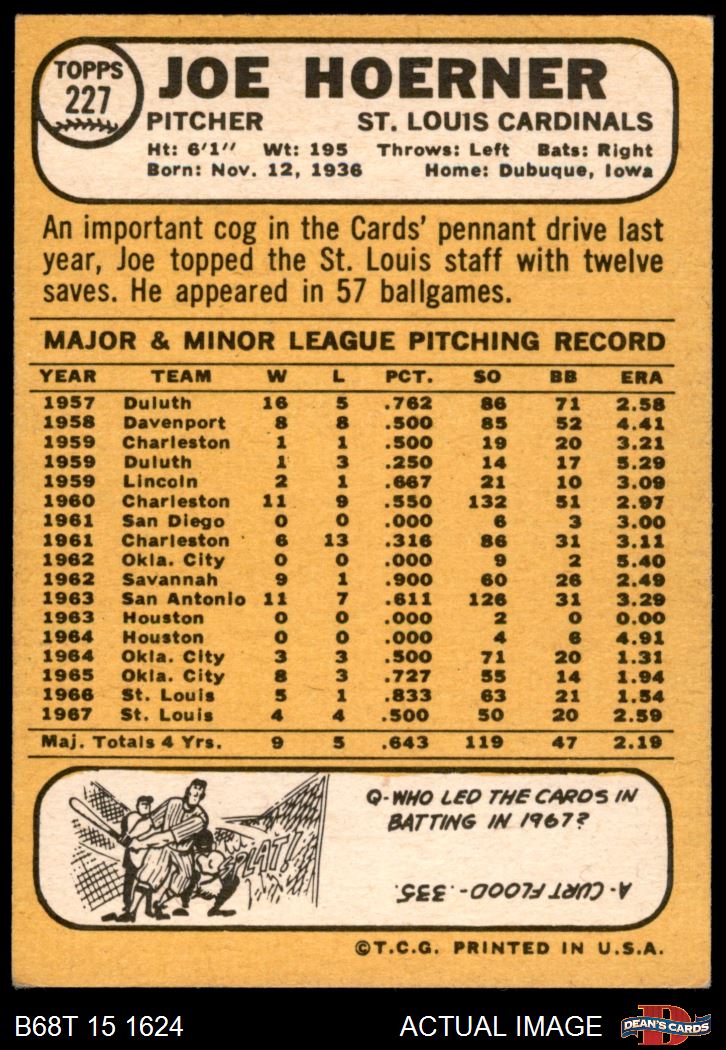 TOPPS
227
JOE HOERNER
PITCHER ST. LOUIS CARDINALS
Ht: 6'1" Wt: 195 Throws: Left Bats: Right
Born: Nov. 12, 1936 Home: Dubuque, Iowa
An important cog in the Cards' pennant drive last
year, Joe topped the St. Louis staff with twelve
saves. He appeared in 57 ballgames.
MAJOR & MINOR LEAGUE PITCHING RECORD
YEAR TEAM W L PCT. SO BB ERA
1957 Duluth 16 5 .762 86 71 2.58
1958 Davenport 8 8 .500 85 52 4.41
1959 Charleston 1 1 .500 19 20 3.21
1959 Duluth 1 3 .250 14 17 5.29
1959 Lincoln 2 1 .667 21 10 3.09
1960 Charleston 11 9 .550 132 51 2.97
1961 San Diego 0 0 .000 6 3 3.00
1961 Charleston 6 13 .316 86 31 3.11
1962 Okla. City 0 0 .000 9 2 5.40
1962 Savannah 9 1 .900 60 26 2.49
1963 San Antonio 11 7 .611 126 31 3.29
1963 Houston 0 0 .000 2 0 0.00
1964 Houston 0 0 .000 4 6 4.91
1964 Okla. City 3 3 .500 71 20 1.31
1965 Okla. City 8 3 .727 55 14 1.94
1966 St. Louis 5 1 .833 63 21 1.54
1967 St. Louis 4 4 .500 50 20 2.59
Maj. Totals 4 Yrs. 9 5 .643 119 47 2.19
SPLAT!
Q-WHO LED THE CARDS IN
BATTING IN 1967?
A-CURT FLOOD-.335.
©T.C.G. PRINTED IN U.S.A.
B68T 15 1624 ACTUAL IMAGE
D
DEAN'S CARDS